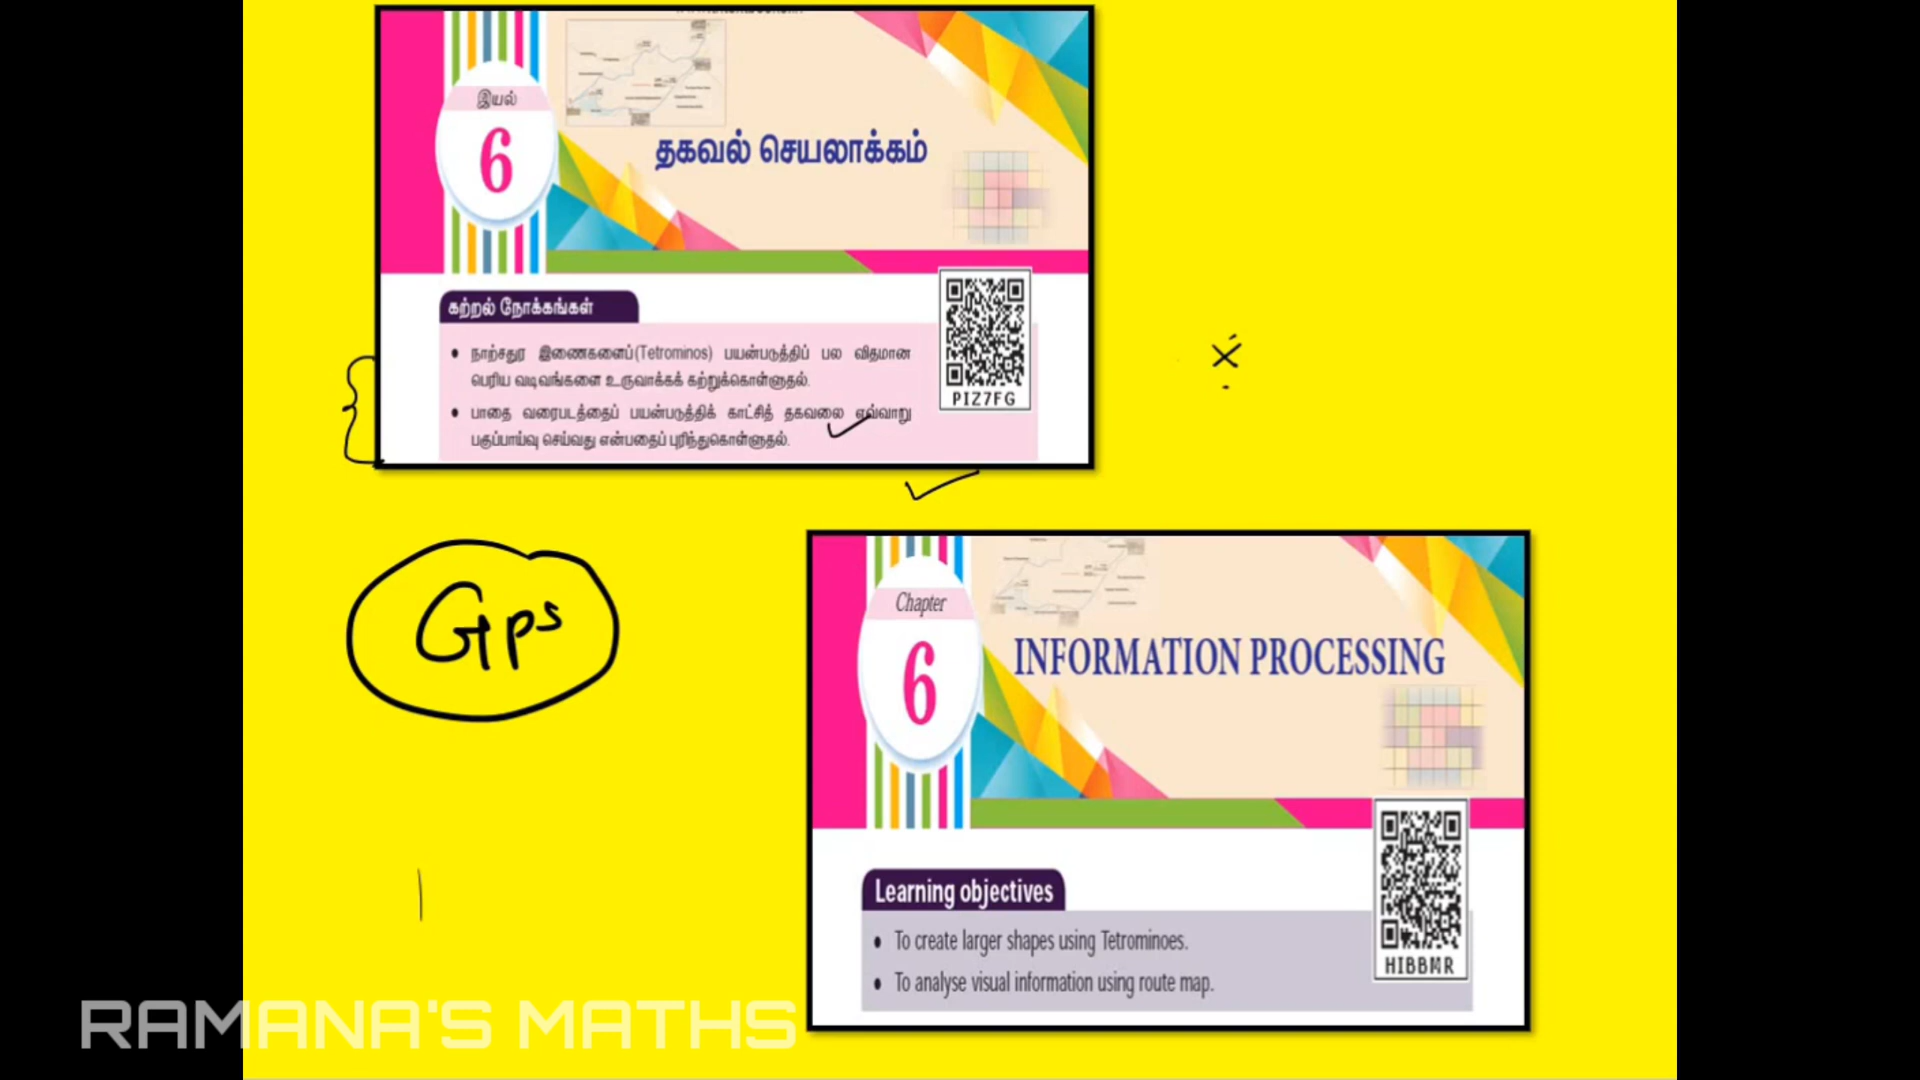 இயல்
6
தகவல் செயலாக்கம்
கற்றல் நோக்கங்கள்
• நாற்சதுர இணைகளைப்(Tetrominos) பயன்படுத்திப் பல விதமான
பெரிய வடிவங்களை உருவாக்கக் கற்றுக்கொள்ளுதல்.
• பாதை வரைபடத்தைப் பயன்படுத்திக் காட்சித் தகவலை எவ்வாறு
பகுப்பாய்வு செய்வது என்பதைப் புரிந்துகொள்ளுதல்.
PIZ7FG
Gps
Chapter
6
INFORMATION PROCESSING
Learning objectives
• To create larger shapes using Tetrominoes.
• To analyse visual information using route map.
HIBBMR
RAMANA'S MATHS